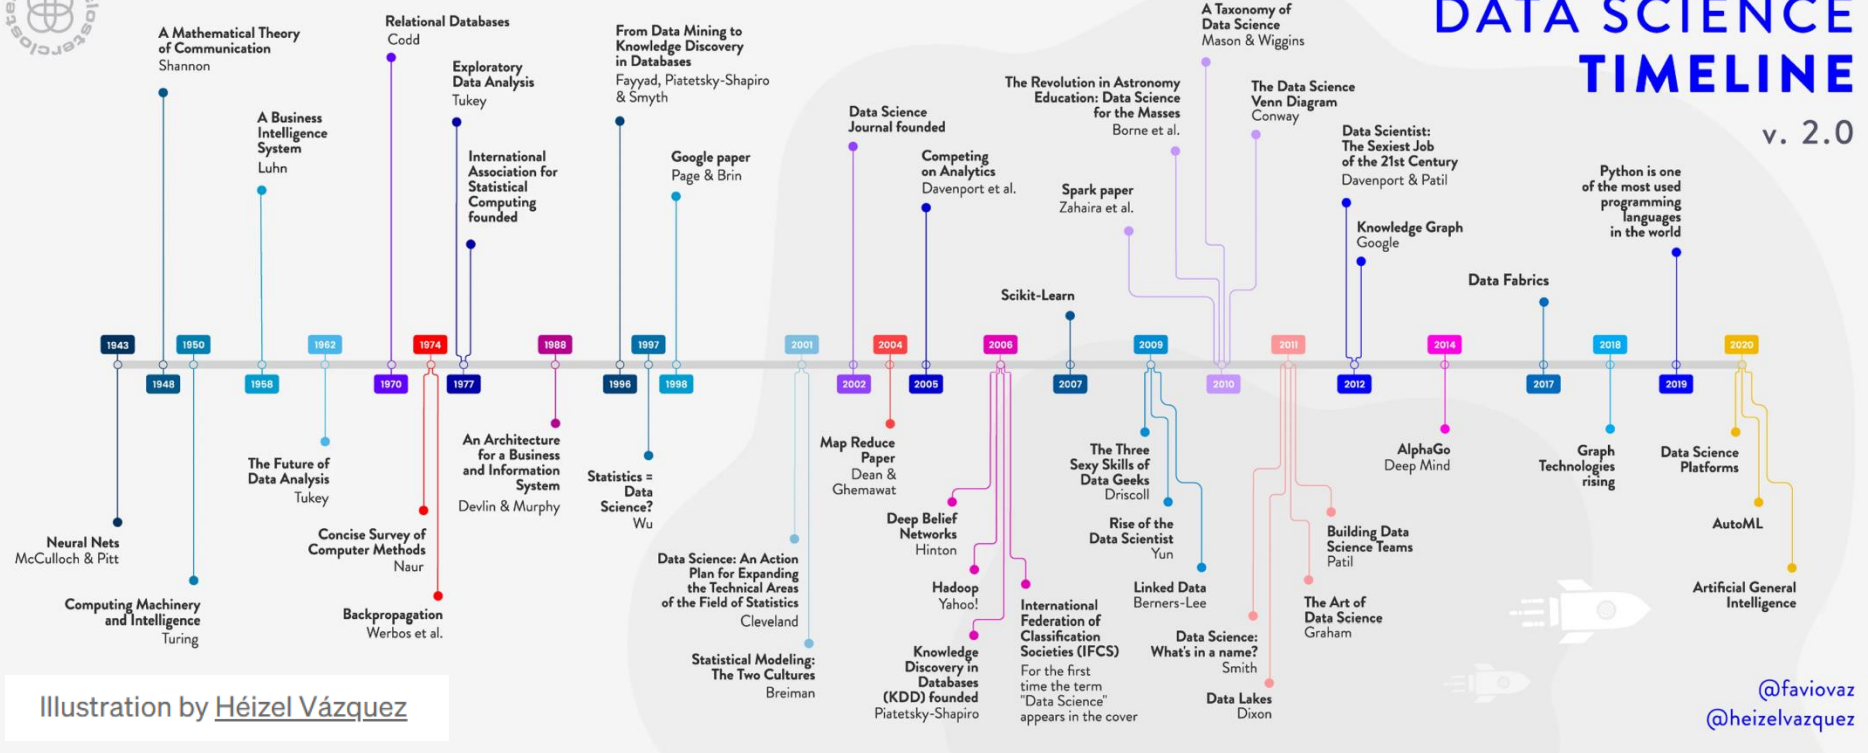 closterclosterclos
DATA SCIENCE
TIMELINE
v. 2.0
A Mathematical Theory
of Communication
Shannon
A Business
Intelligence
System
Luhn
Relational Databases
Codd
Exploratory
Data Analysis
Tukey
International
Association for
Statistical
Computing
founded
From Data Mining to
Knowledge Discovery
in Databases
Fayyad, Piatetsky-Shapiro
& Smyth
Google paper
Page & Brin
Data Science
Journal founded
Competing
on Analytics
Davenport et al.
Scikit-Learn
Spark paper
Zahaira et al.
The Revolution in Astronomy
Education: Data Science
for the Masses
Borne et al.
A Taxonomy of
Data Science
Mason & Wiggins
The Data Science
Venn Diagram
Conway
Data Scientist:
The Sexiest Job
of the 21st Century
Davenport & Patil
Knowledge Graph
Google
Data Fabrics
Python is one
of the most used
programming
languages
in the world
1943
1950
1962
1974
1988
1997
2001
2004
2006
2009
2011
2014
2018
2020
1948
1958
1970
1977
1996
1998
2002
2005
2007
2010
2012
2017
2019
Neural Nets
McCulloch & Pitt
Computing Machinery
and Intelligence
Turing
The Future of
Data Analysis
Tukey
Concise Survey of
Computer Methods
Naur
Backpropagation
Werbos et al.
An Architecture
for a Business
and Information
System
Devlin & Murphy
Statistics =
Data
Science?
Wu
Data Science: An Action
Plan for Expanding
the Technical Areas
of the Field of Statistics
Cleveland
Statistical Modeling:
The Two Cultures
Breiman
Map Reduce
Paper
Dean &
Ghemawat
Deep Belief
Networks
Hinton
Hadoop
Yahoo!
Knowledge
Discovery in
Databases
(KDD) founded
Piatetsky-Shapiro
International
Federation of
Classification
Societies (IFCS)
For the first
time the term
"Data Science"
appears in the cover
The Three
Sexy Skills of
Data Geeks
Driscoll
Rise of the
Data Scientist
Yun
Linked Data
Berners-Lee
Data Science:
What's in a name?
Smith
Data Lakes
Dixon
The Art of
Data Science
Graham
Building Data
Science Teams
Patil
AlphaGo
Deep Mind
Graph
Technologies
rising
Data Science
Platforms
AutoML
Artificial General
Intelligence
Illustration by Héizel Vázquez
@faviovaz
@heizelvazquez